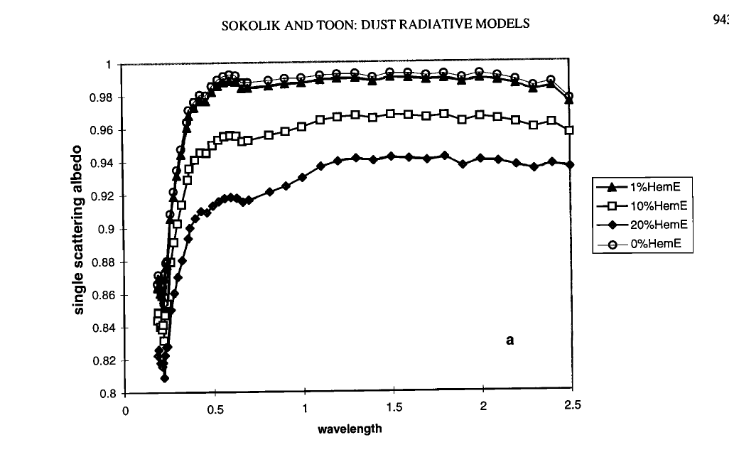 SOKOLIK AND TOON: DUST RADIATIVE MODELS
943
1
0.98
0.96
0.94
0.92
0.9
0.88
0.86
0.84
0.82
0.8
single scattering albedo
1%HemE
10%HemE
20%HemE
0%HemE
a
0
0.5
1
1.5
2
2.5
wavelength